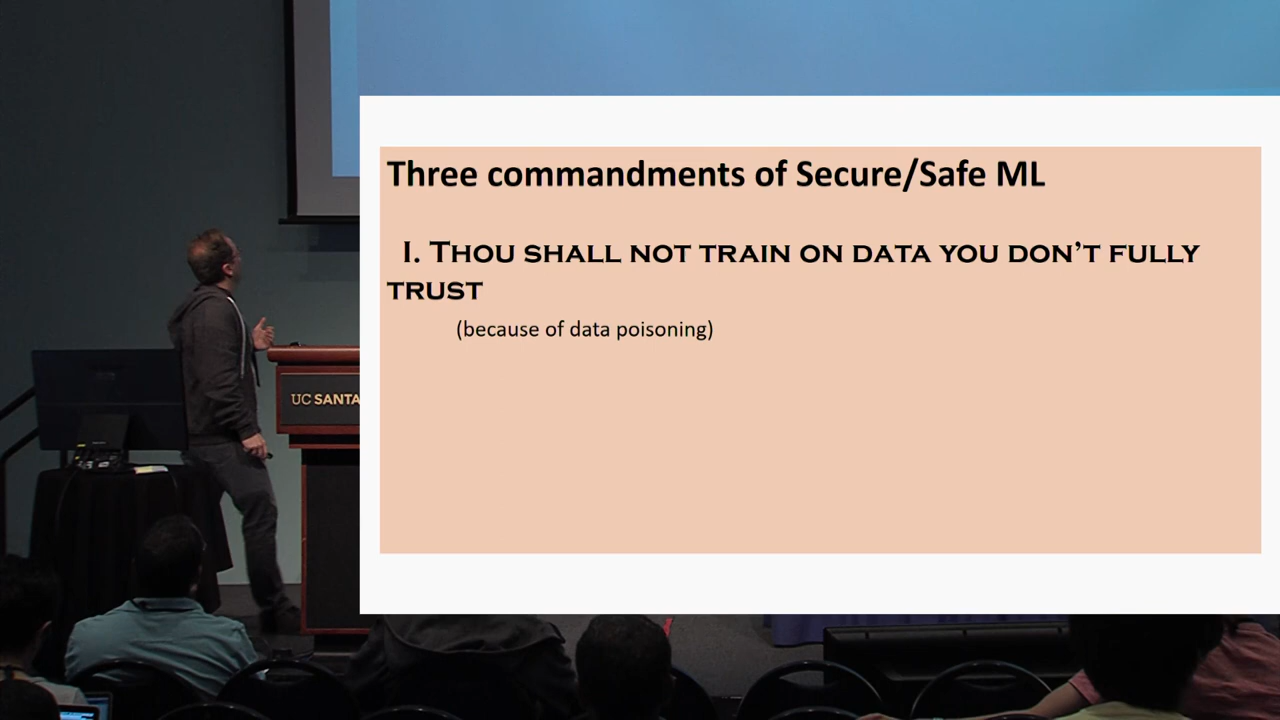 Three commandments of Secure/Safe ML
I. THOU SHALL NOT TRAIN ON DATA YOU DON'T FULLY
TRUST
(because of data poisoning)
UC SANTA